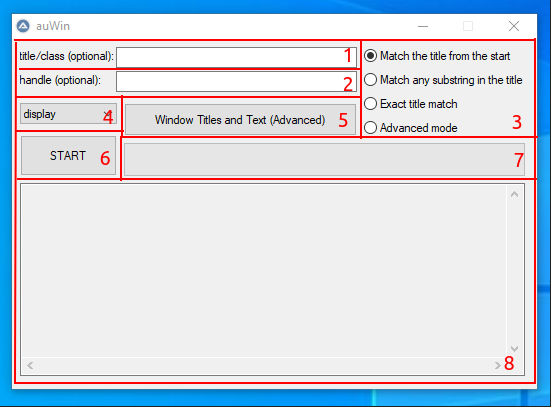 auWin
title/class (optional): 1
handle (optional): 2
Match the title from the start
Match any substring in the title
Exact title match
Advanced mode
3
display 4
Window Titles and Text (Advanced) 5
START 6
7
8